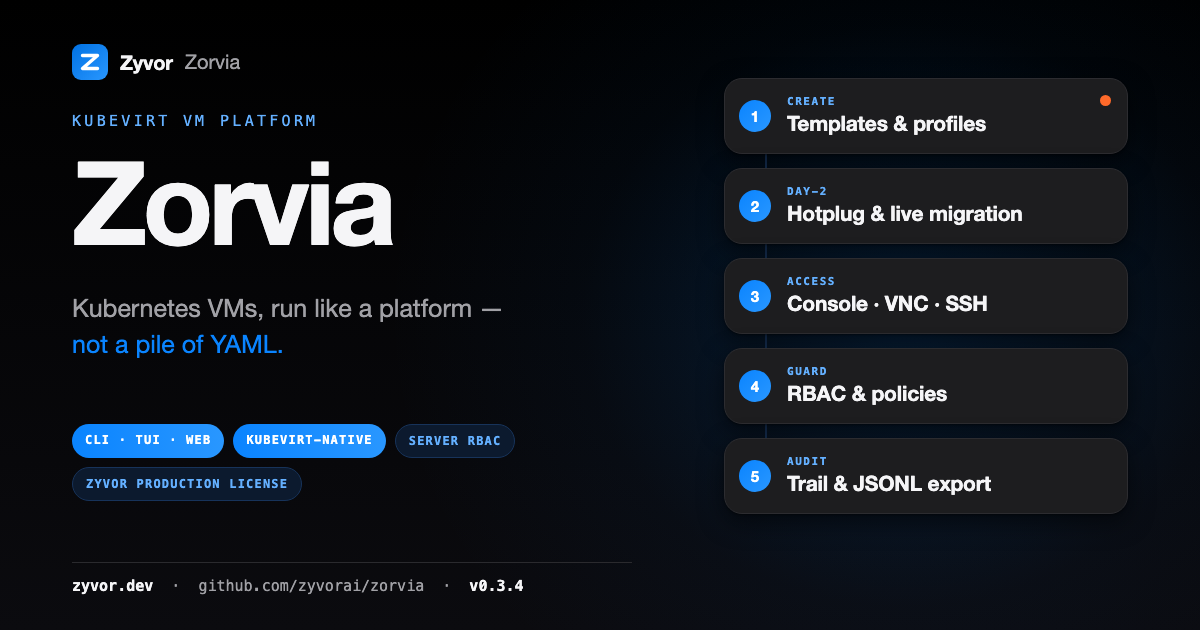 Z Zyvor Zorvia
KUBEVIRT VM PLATFORM
Zorvia
Kubernetes VMs, run like a platform —
not a pile of YAML.
CLI · TUI · WEB
KUBEVIRT-NATIVE
SERVER RBAC
ZYVOR PRODUCTION LICENSE
zyvor.dev · github.com/zyvorai/zorvia · v0.3.4
1
CREATE
Templates & profiles
2
DAY-2
Hotplug & live migration
3
ACCESS
Console · VNC · SSH
4
GUARD
RBAC & policies
5
AUDIT
Trail & JSONL export